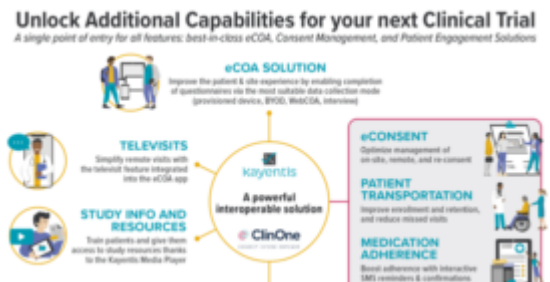 Unlock Additional Capabilities for your next Clinical Trial
A single point of entry for all features: best-in-class eCOA, Consent Management, and Patient Engagement Solutions
eCOA SOLUTION
Improve the patient & site experience by enabling completion
of questionnaires via the most suitable data collection mode
(provisioned device, BYOD, WebCOA, interview)
TELEVISITS
Simplify remote visits with
the televisit feature integrated
into the eCOA app
STUDY INFO AND
RESOURCES
Train patients and give them
access to study resources thanks
to the Kayentis Media Player
kayentis
A powerful
interoperable solution
ClinOne
eCONSENT
Optimize management of
on-site, remote, and re-consent
PATIENT
TRANSPORTATION
Improve enrollment and retention,
and reduce missed visits
MEDICATION
ADHERENCE
Boost adherence with interactive
SMS reminders & confirmations